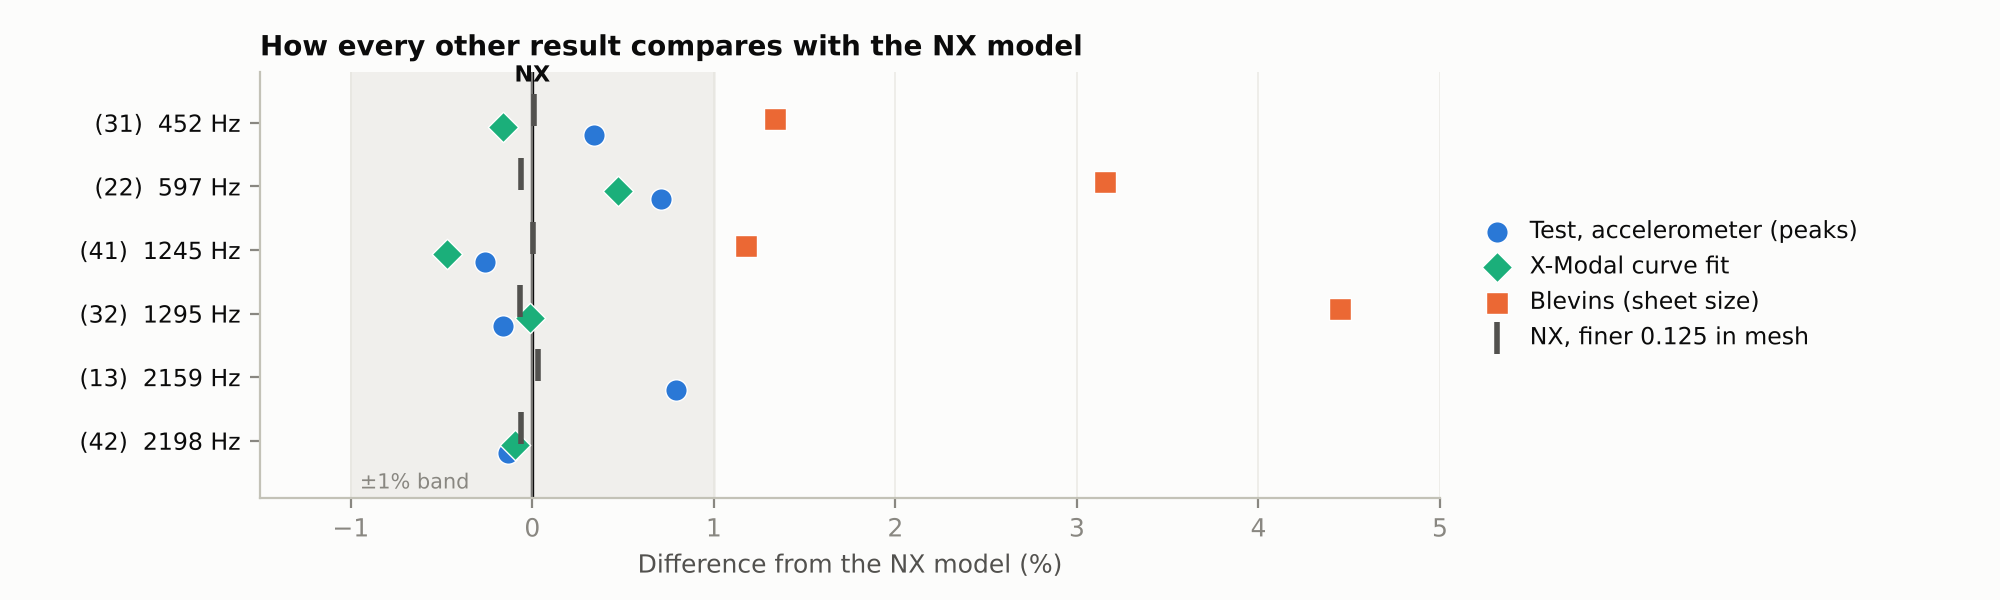 How every other result compares with the NX model
NX
(31)  452 Hz
(22)  597 Hz
(41)  1245 Hz
(32)  1295 Hz
(13)  2159 Hz
(42)  2198 Hz
±1% band
−1 0 1 2 3 4 5
Difference from the NX model (%)
Test, accelerometer (peaks)
X-Modal curve fit
Blevins (sheet size)
NX, finer 0.125 in mesh